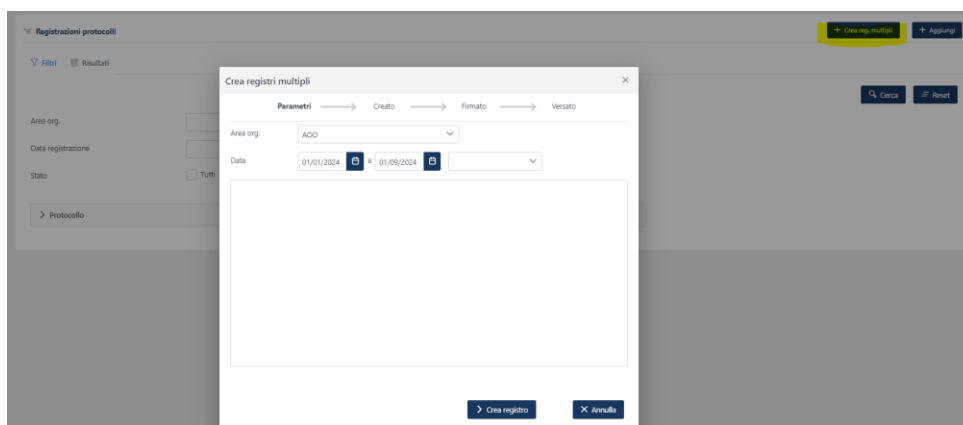 Registrazioni protocolli
+ Crea reg. multipli + Aggiungi
Filtri Risultati
Crea registri multipli ×
Cerca Reset
Parametri Creato Firmato Versato
Area org.
Area org. AOO
Data registrazione
Data 01/01/2024 a 01/09/2024
Stato Tutti
> Protocollo
> Crea registro × Annulla